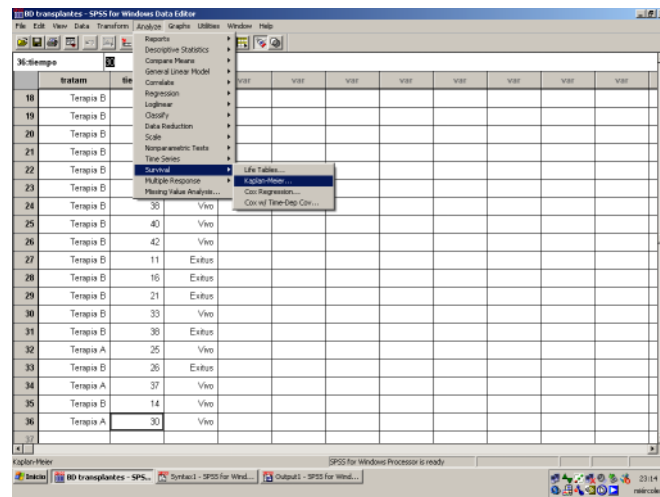 BD transplantes - SPSS for Windows Data Editor
File Edit View Data Transform Analyze Graphs Utilities Window Help
36:tiempo 30
tratam tie var var var var var var var
Reports
Descriptive Statistics
Compare Means
General Linear Model
Correlate
Regression
Loglinear
Classify
Data Reduction
Scale
Nonparametric Tests
Time Series
Survival
Multiple Response
Missing Value Analysis...
Life Tables...
Kaplan-Meier...
Cox Regression...
Cox w/ Time-Dep Cov...
18 Terapia B
19 Terapia B
20 Terapia B
21 Terapia B
22 Terapia B
23 Terapia B
24 Terapia B 38 Vivo
25 Terapia B 40 Vivo
26 Terapia B 42 Vivo
27 Terapia B 11 Exitus
28 Terapia B 16 Exitus
29 Terapia B 21 Exitus
30 Terapia B 33 Vivo
31 Terapia B 38 Exitus
32 Terapia A 25 Vivo
33 Terapia B 26 Exitus
34 Terapia A 37 Vivo
35 Terapia B 14 Vivo
36 Terapia A 30 Vivo
37
Kaplan-Meier SPSS for Windows Processor is ready
Inicio BD transplantes - SPS... Syntax1 - SPSS for Wind... Output1 - SPSS for Wind... 23:14
miércole